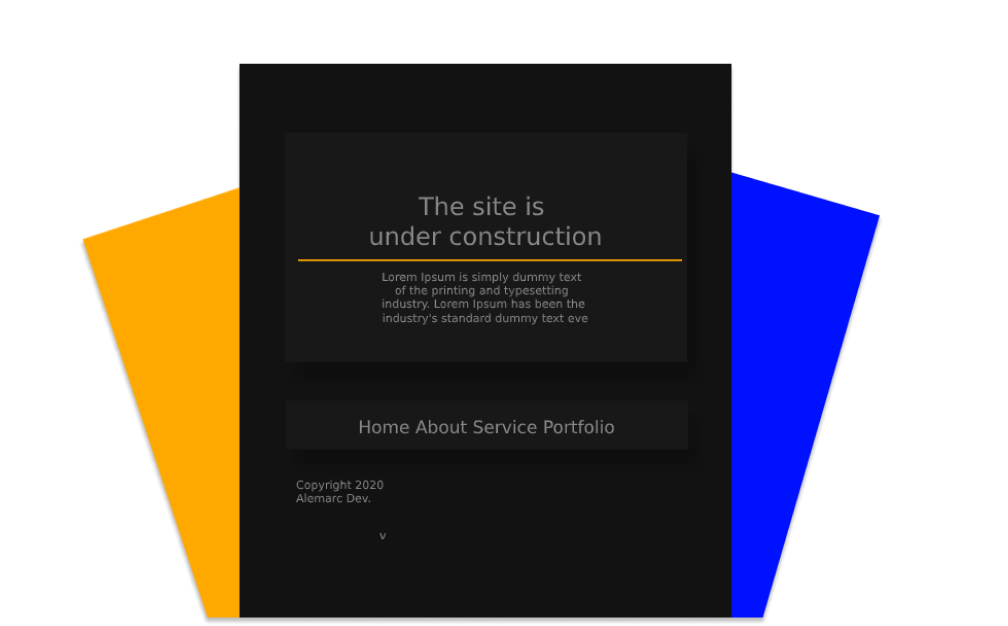 The site is
under construction
Lorem Ipsum is simply dummy text
of the printing and typesetting
industry. Lorem Ipsum has been the
industry's standard dummy text eve
Home About Service Portfolio
Copyright 2020
Alemarc Dev.
v